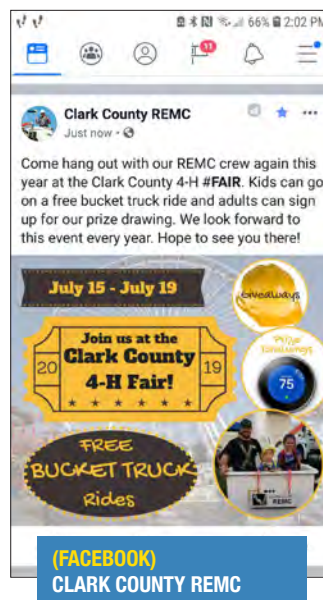 66% 2:02 PM
11
Clark County REMC
Just now
Come hang out with our REMC crew again this
year at the Clark County 4-H #FAIR. Kids can go
on a free bucket truck ride and adults can sign
up for our prize drawing. We look forward to
this event every year. Hope to see you there!
July 15 - July 19
Giveaways
Prize
Drawings
Join us at the
Clark County
20 19
4-H Fair!
75
FREE
BUCKET TRUCK
Rides
REMC
(FACEBOOK)
CLARK COUNTY REMC